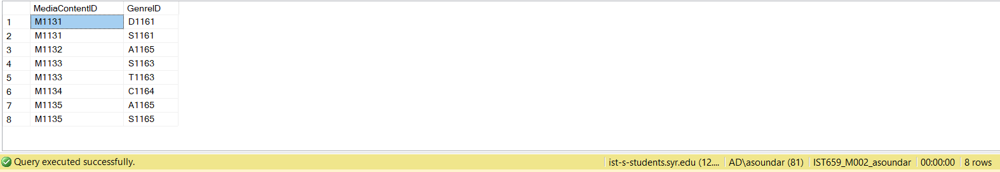 MediaContentID GenreID
1 M1131 D1161
2 M1131 S1161
3 M1132 A1165
4 M1133 S1163
5 M1133 T1163
6 M1134 C1164
7 M1135 A1165
8 M1135 S1165
Query executed successfully. ist-s-students.syr.edu (12.... AD\asoundar (81) IST659_M002_asoundar 00:00:00 8 rows